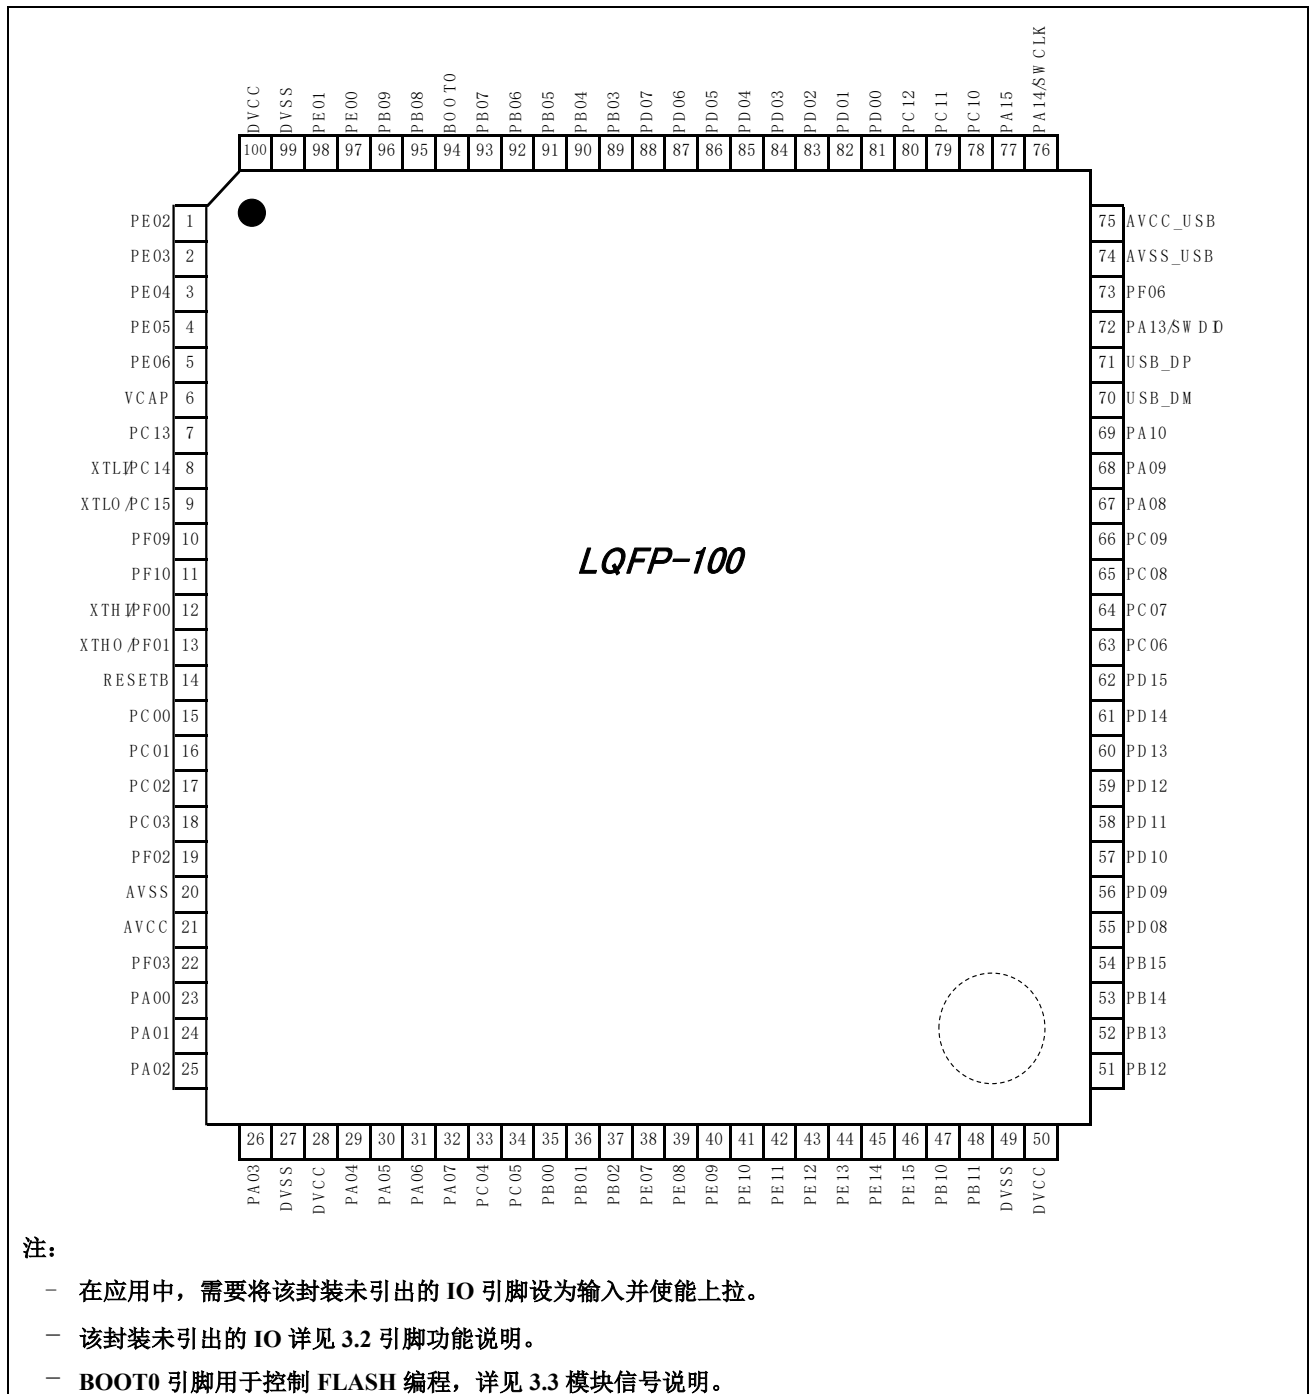 DVCC DVSS PE01 PE00 PB09 PB08 BOOT0 PB07 PB06 PB05 PB04 PB03 PD07 PD06 PD05 PD04 PD03 PD02 PD01 PD00 PC12 PC11 PC10 PA15 PA14/SWCLK
100 99 98 97 96 95 94 93 92 91 90 89 88 87 86 85 84 83 82 81 80 79 78 77 76
PE02 1
PE03 2
PE04 3
PE05 4
PE06 5
VCAP 6
PC13 7
XTLI/PC14 8
XTLO/PC15 9
PF09 10
PF10 11
XTHI/PF00 12
XTHO/PF01 13
RESETB 14
PC00 15
PC01 16
PC02 17
PC03 18
PF02 19
AVSS 20
AVCC 21
PF03 22
PA00 23
PA01 24
PA02 25
LQFP-100
75 AVCC_USB
74 AVSS_USB
73 PF06
72 PA13/SWDIO
71 USB_DP
70 USB_DM
69 PA10
68 PA09
67 PA08
66 PC09
65 PC08
64 PC07
63 PC06
62 PD15
61 PD14
60 PD13
59 PD12
58 PD11
57 PD10
56 PD09
55 PD08
54 PB15
53 PB14
52 PB13
51 PB12
26 27 28 29 30 31 32 33 34 35 36 37 38 39 40 41 42 43 44 45 46 47 48 49 50
PA03 DVSS DVCC PA04 PA05 PA06 PA07 PC04 PC05 PB00 PB01 PB02 PE07 PE08 PE09 PE10 PE11 PE12 PE13 PE14 PE15 PB10 PB11 DVSS DVCC
注：
– 在应用中，需要将该封装未引出的 IO 引脚设为输入并使能上拉。
– 该封装未引出的 IO 详见 3.2 引脚功能说明。
– BOOT0 引脚用于控制 FLASH 编程，详见 3.3 模块信号说明。